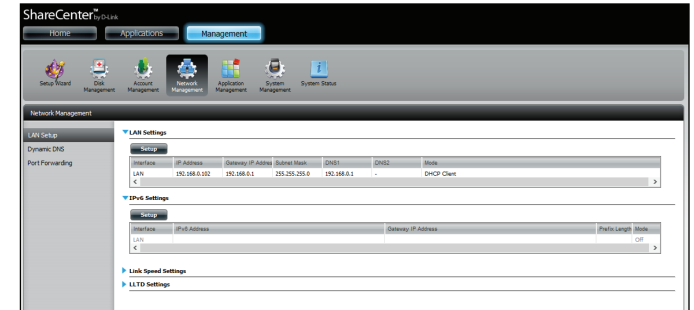 ShareCenter™ by D-Link
Home Applications Management
Setup Wizard Disk Management Account Management Network Management Application Management System Management System Status
Network Management
LAN Setup
Dynamic DNS
Port Forwarding
LAN Settings
Setup
Interface IP Address Gateway IP Addres Subnet Mask DNS1 DNS2 Mode
LAN 192.168.0.102 192.168.0.1 255.255.255.0 192.168.0.1 - DHCP Client
IPv6 Settings
Setup
Interface IPv6 Address Gateway IP Address Prefix Length Mode
LAN Off
Link Speed Settings
LLTD Settings